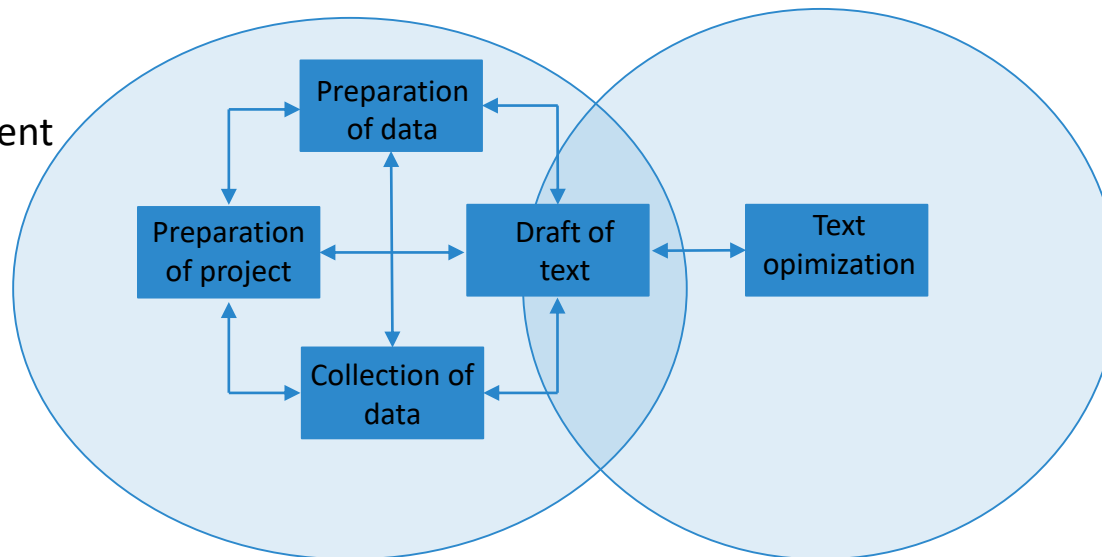 Preparation
of data
ent
Preparation
of project
Draft of
text
Text
opimization
Collection of
data